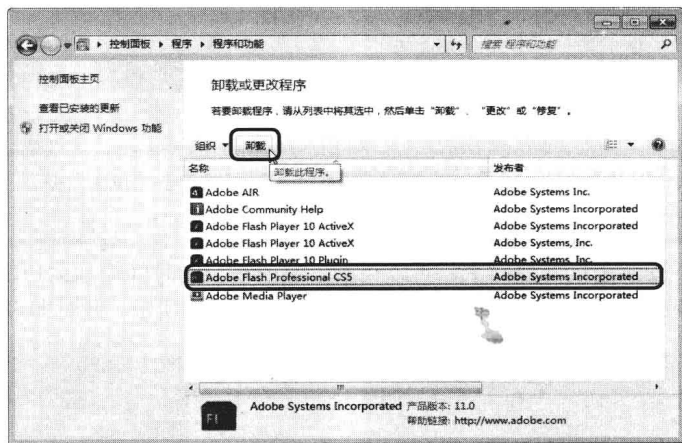 控制面板 ▸ 程序 ▸ 程序和功能
搜索 程序和功能
控制面板主页
查看已安装的更新
打开或关闭 Windows 功能
卸载或更改程序
若要卸载程序，请从列表中将其选中，然后单击“卸载”、“更改”或“修复”。
组织 卸载
卸载此程序。
名称 发布者
Adobe AIR Adobe Systems Inc.
Adobe Community Help Adobe Systems Incorporated
Adobe Flash Player 10 ActiveX Adobe Systems Incorporated
Adobe Flash Player 10 ActiveX Adobe Systems, Inc.
Adobe Flash Player 10 Plugin Adobe Systems, Inc.
Adobe Flash Professional CS5 Adobe Systems Incorporated
Adobe Media Player Adobe Systems Incorporated
Adobe Systems Incorporated 产品版本: 11.0
帮助链接: http://www.adobe.com
Fl